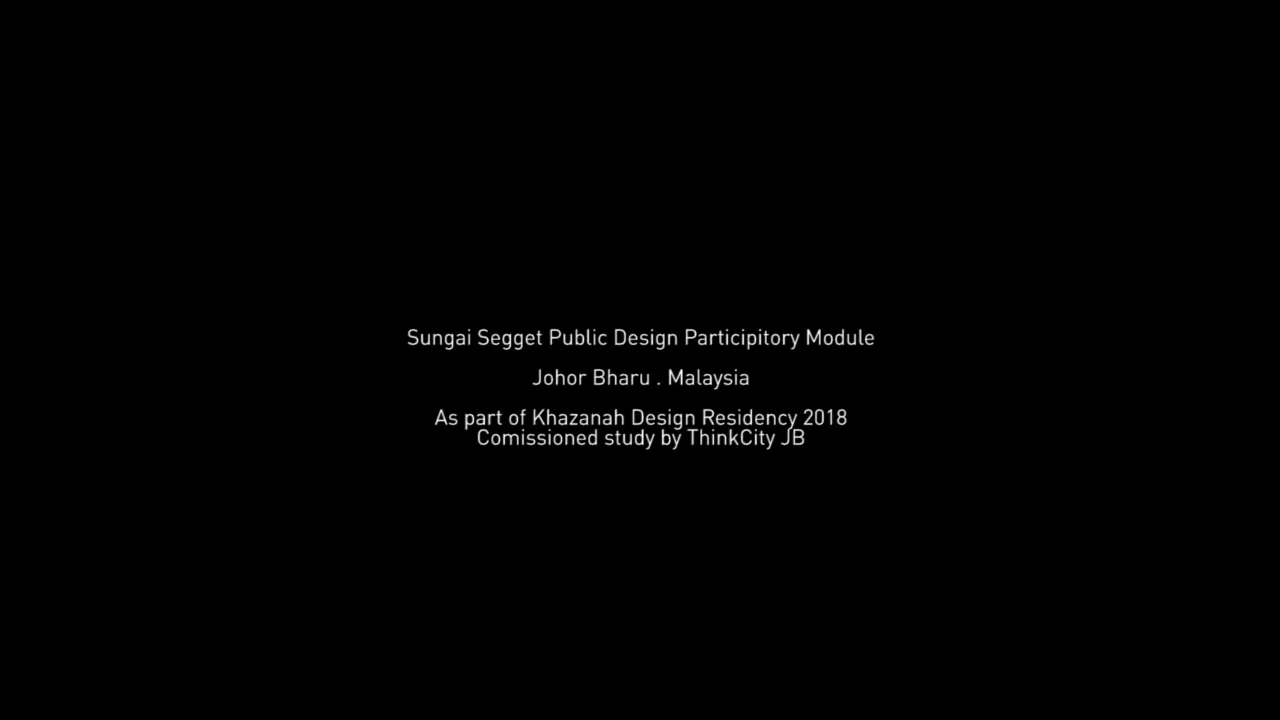 Sungai Segget Public Design Participitory Module
Johor Bharu . Malaysia
As part of Khazanah Design Residency 2018
Comissioned study by ThinkCity JB